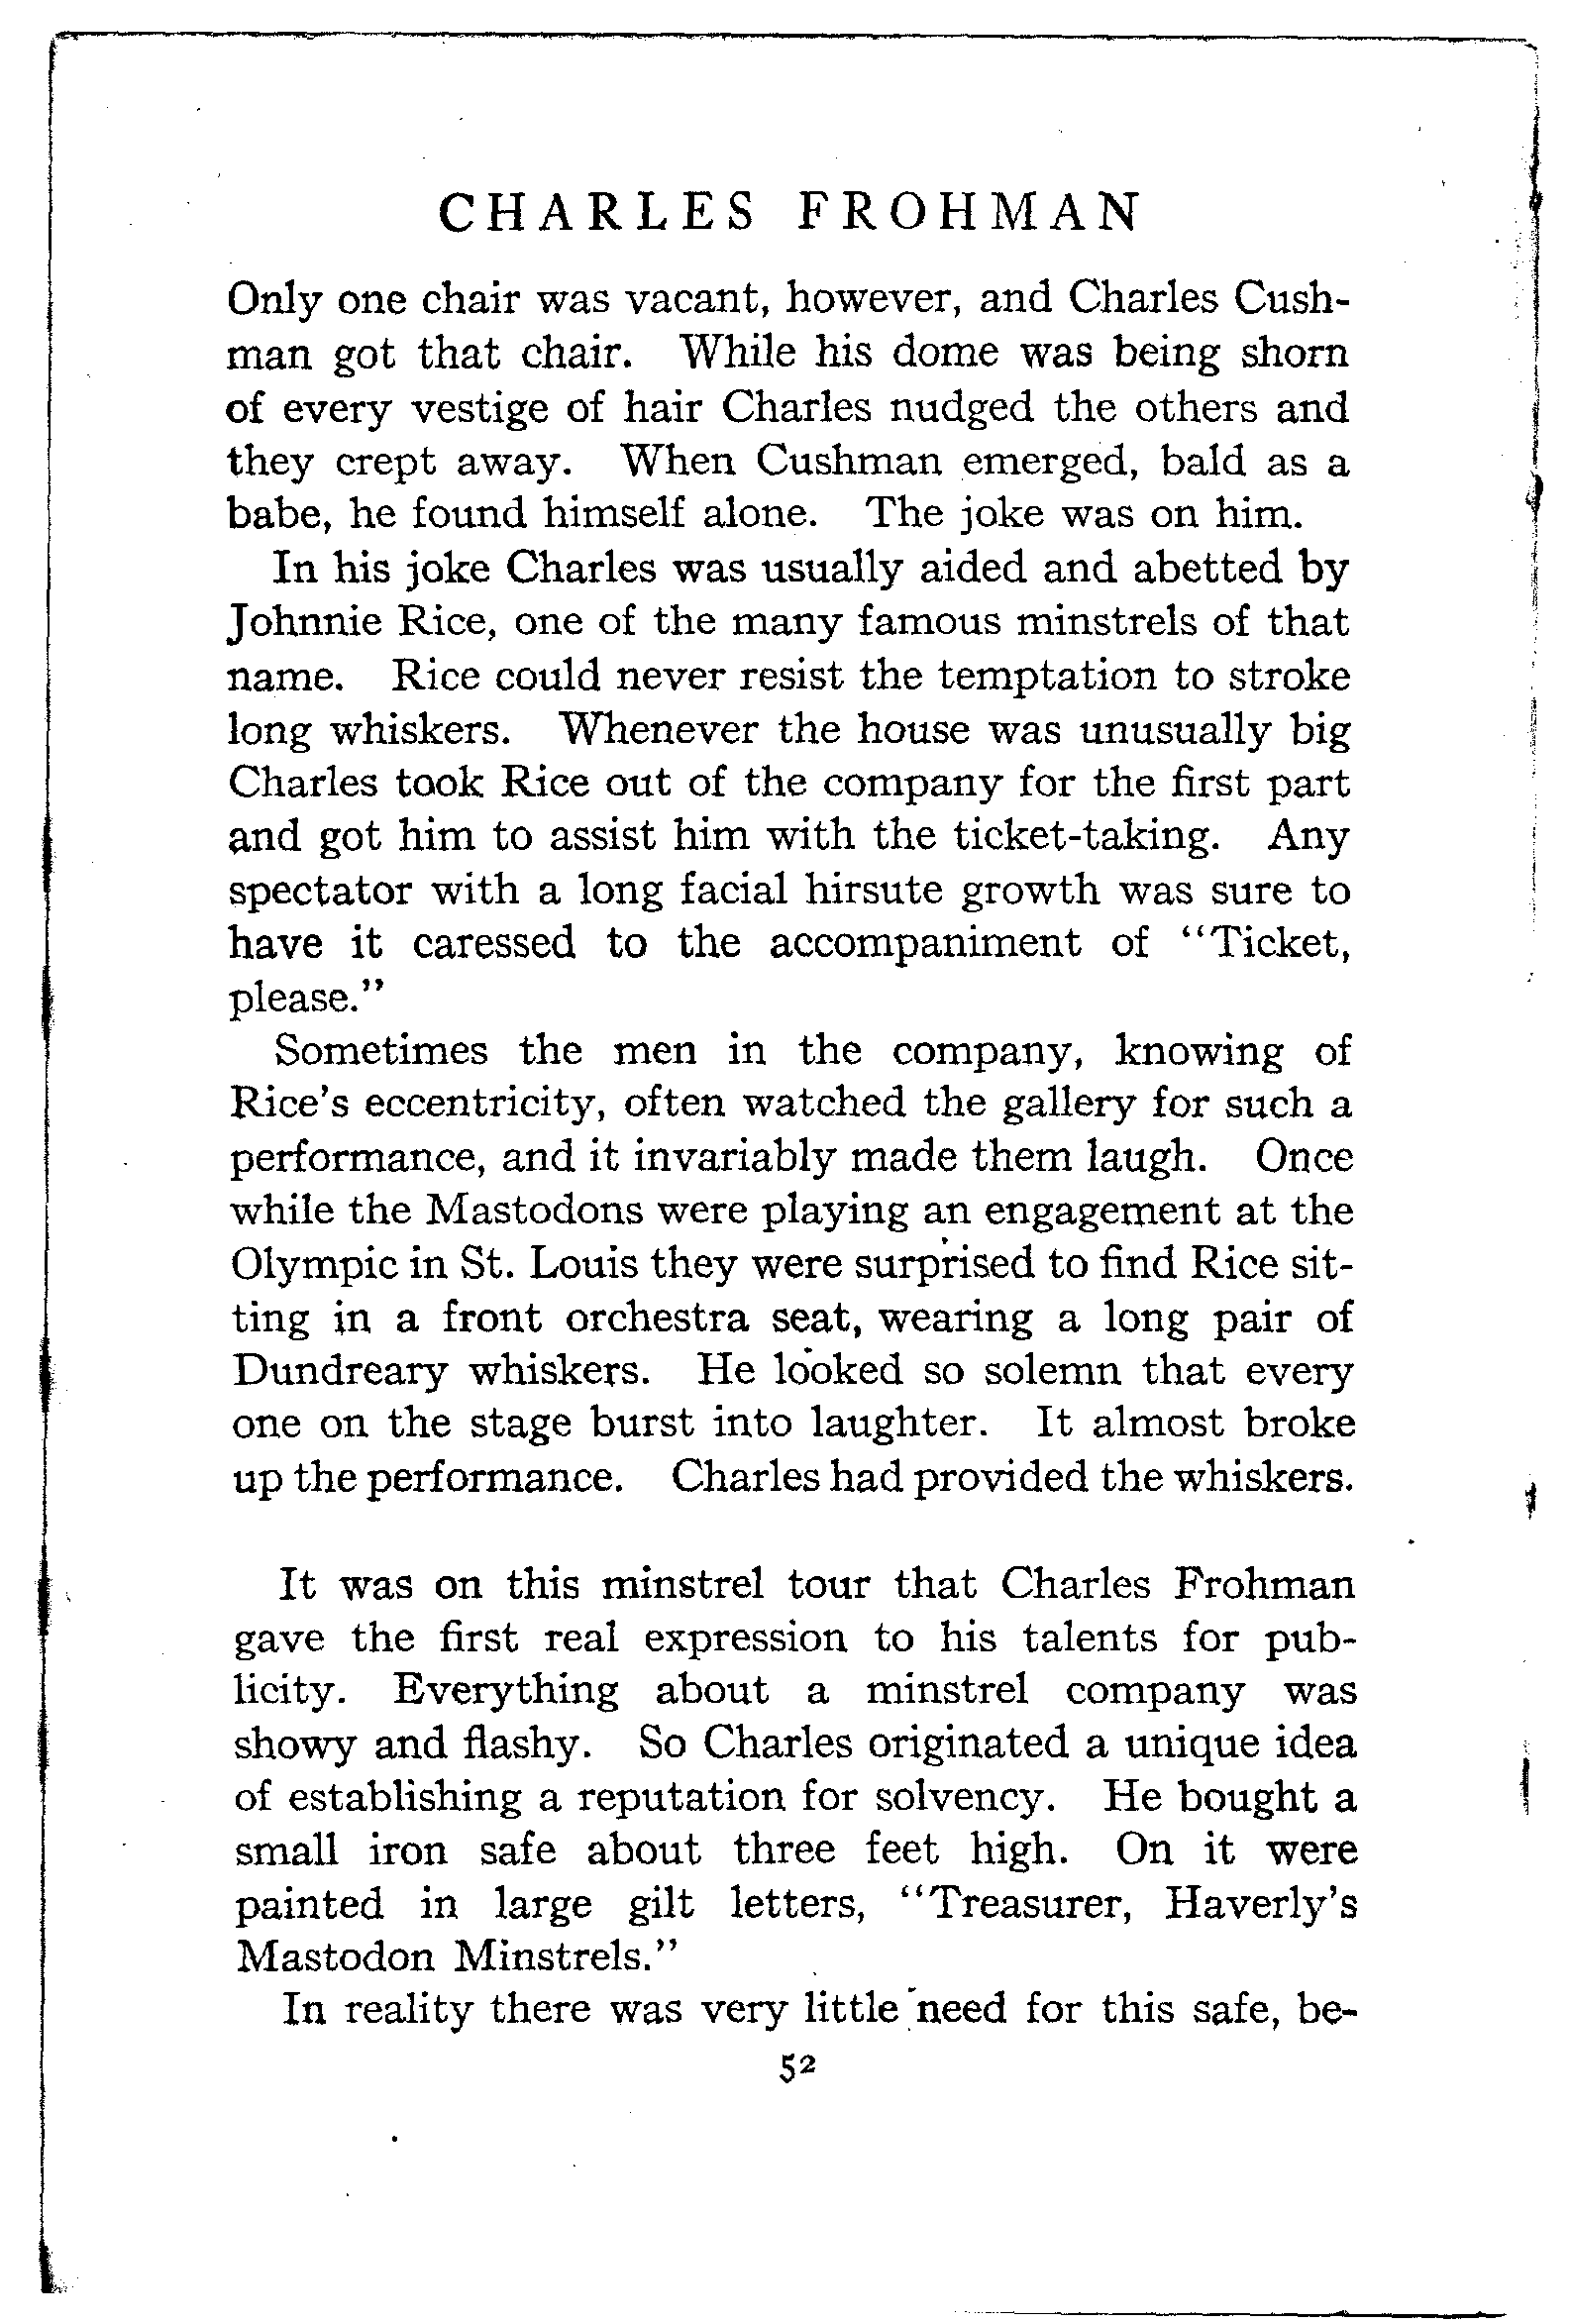 CHARLES FROHMAN
Only one chair was vacant, however, and Charles Cush-
man got that chair. While his dome was being shorn
of every vestige of hair Charles nudged the others and
they crept away. When Cushman emerged, bald as a
babe, he found himself alone. The joke was on him.
In his joke Charles was usually aided and abetted by
Johnnie Rice, one of the many famous minstrels of that
name. Rice could never resist the temptation to stroke
long whiskers. Whenever the house was unusually big
Charles took Rice out of the company for the first part
and got him to assist him with the ticket-taking. Any
spectator with a long facial hirsute growth was sure to
have it caressed to the accompaniment of "Ticket,
please."
Sometimes the men in the company, knowing of
Rice's eccentricity, often watched the gallery for such a
performance, and it invariably made them laugh. Once
while the Mastodons were playing an engagement at the
Olympic in St. Louis they were surprised to find Rice sit-
ting in a front orchestra seat, wearing a long pair of
Dundreary whiskers. He looked so solemn that every
one on the stage burst into laughter. It almost broke
up the performance. Charles had provided the whiskers.
It was on this minstrel tour that Charles Frohman
gave the first real expression to his talents for pub-
licity. Everything about a minstrel company was
showy and flashy. So Charles originated a unique idea
of establishing a reputation for solvency. He bought a
small iron safe about three feet high. On it were
painted in large gilt letters, "Treasurer, Haverly's
Mastodon Minstrels."
In reality there was very little need for this safe, be-
52